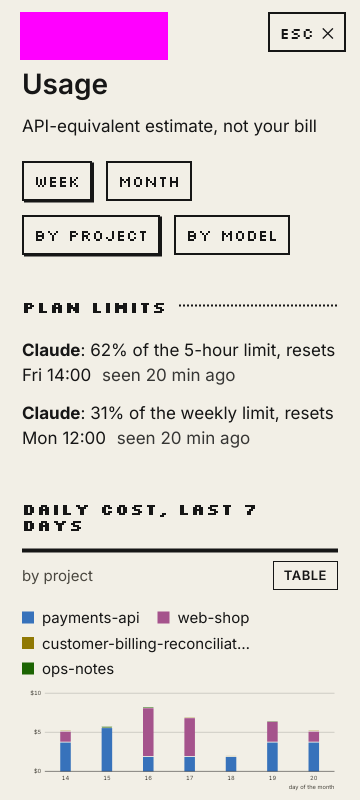 ESC ×
Usage
API-equivalent estimate, not your bill
WEEK MONTH
BY PROJECT BY MODEL
PLAN LIMITS
Claude: 62% of the 5-hour limit, resets
Fri 14:00 seen 20 min ago
Claude: 31% of the weekly limit, resets
Mon 12:00 seen 20 min ago
DAILY COST, LAST 7
DAYS
by project TABLE
payments-api web-shop
customer-billing-reconciliat...
ops-notes
$10
$5
$0
14 15 16 17 18 19 20
day of the month